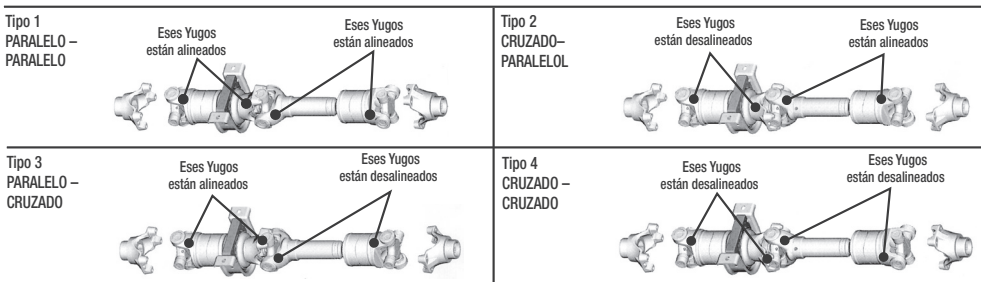 Tipo 1
PARALELO –
PARALELO
Eses Yugos
están alineados
Eses Yugos
están alineados
Tipo 2
CRUZADO–
PARALELOL
Eses Yugos
están desalineados
Eses Yugos
están alineados
Tipo 3
PARALELO –
CRUZADO
Eses Yugos
están alineados
Eses Yugos
están desalineados
Tipo 4
CRUZADO –
CRUZADO
Eses Yugos
están desalineados
Eses Yugos
están desalineados